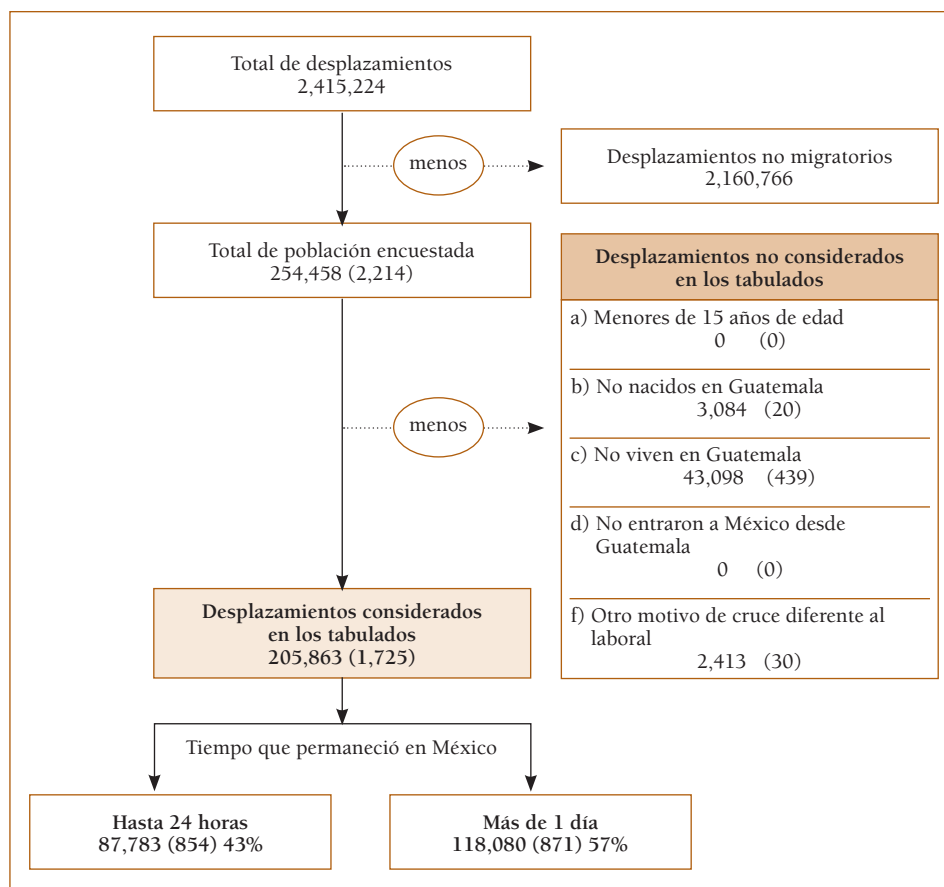 Total de desplazamientos
2,415,224
menos
Desplazamientos no migratorios
2,160,766
Total de población encuestada
254,458 (2,214)
Desplazamientos no considerados
en los tabulados
a) Menores de 15 años de edad
0 (0)
b) No nacidos en Guatemala
3,084 (20)
menos
c) No viven en Guatemala
43,098 (439)
d) No entraron a México desde
Guatemala
0 (0)
f) Otro motivo de cruce diferente al
laboral
2,413 (30)
Desplazamientos considerados
en los tabulados
205,863 (1,725)
Tiempo que permaneció en México
Hasta 24 horas
87,783 (854) 43%
Más de 1 día
118,080 (871) 57%